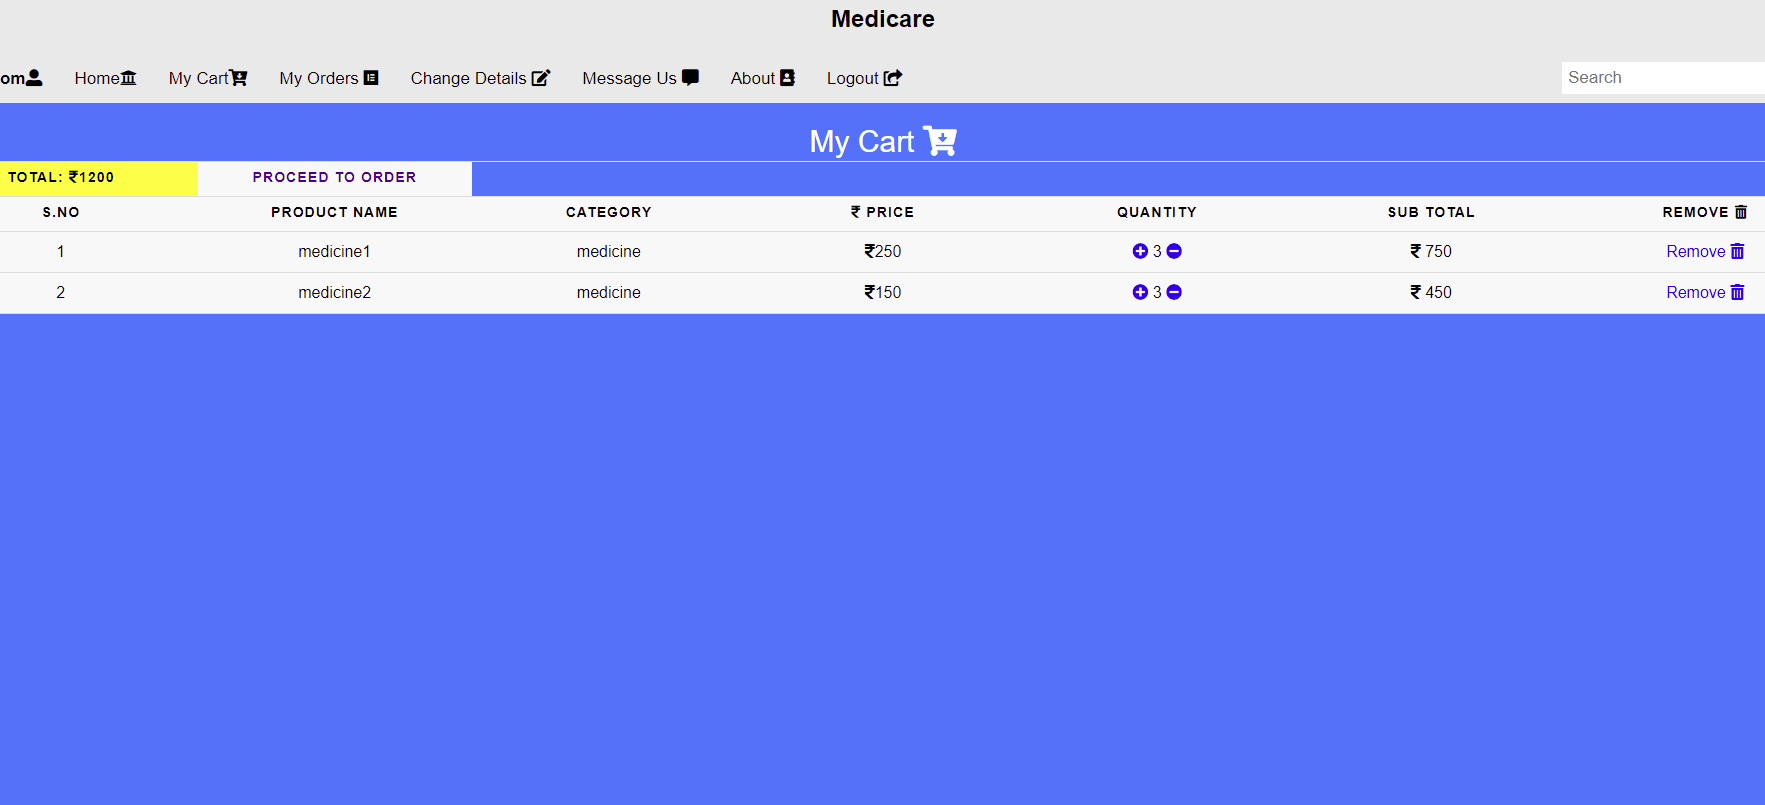 Medicare
om Home My Cart My Orders Change Details Message Us About Logout Search
My Cart
TOTAL: ₹1200 PROCEED TO ORDER
S.NO PRODUCT NAME CATEGORY ₹ PRICE QUANTITY SUB TOTAL REMOVE
1 medicine1 medicine ₹250 3 ₹ 750 Remove
2 medicine2 medicine ₹150 3 ₹ 450 Remove